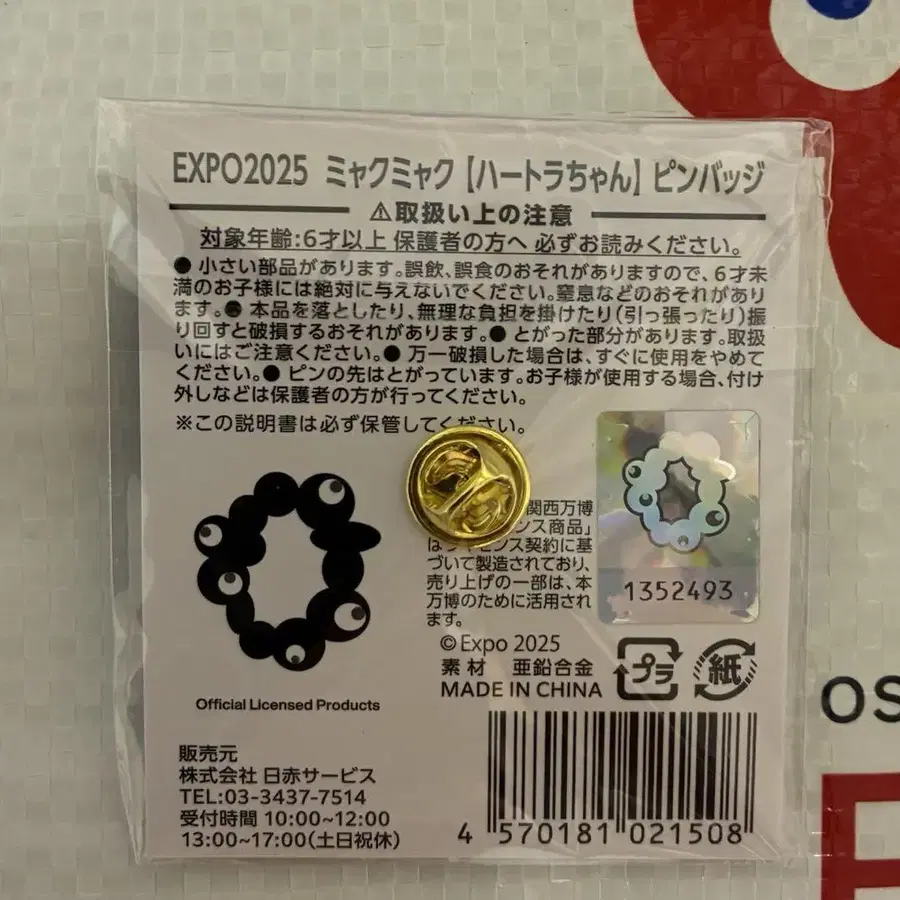 EXPO2025 ミャクミャク【ハートラちゃん】ピンバッジ
⚠取扱い上の注意
対象年齢:6才以上 保護者の方へ 必ずお読みください。
● 小さい部品があります。誤飲、誤食のおそれがありますので、6才未
満のお子様には絶対に与えないでください。窒息などのおそれがあり
ます。● 本品を落としたり、無理な負担を掛けたり(引っ張ったり)振
り回すと破損するおそれがあります。● とがった部分があります。取扱
いにはご注意ください。● 万一破損した場合は、すぐに使用をやめて
ください。● ピンの先はとがっています。お子様が使用する場合、付け
外しなどは保護者の方が行ってください。
※この説明書は必ず保管してください。
関西万博
ンス商品」
はライセンス契約に基
づいて製造されており、
売り上げの一部は、本
万博のために活用され
ます。
1352493
©Expo 2025
素材 亜鉛合金
MADE IN CHINA
プラ
紙
Official Licensed Products
販売元
株式会社 日赤サービス
TEL:03-3437-7514
受付時間 10:00~12:00
13:00~17:00(土日祝休)
4 570181 021508
OS